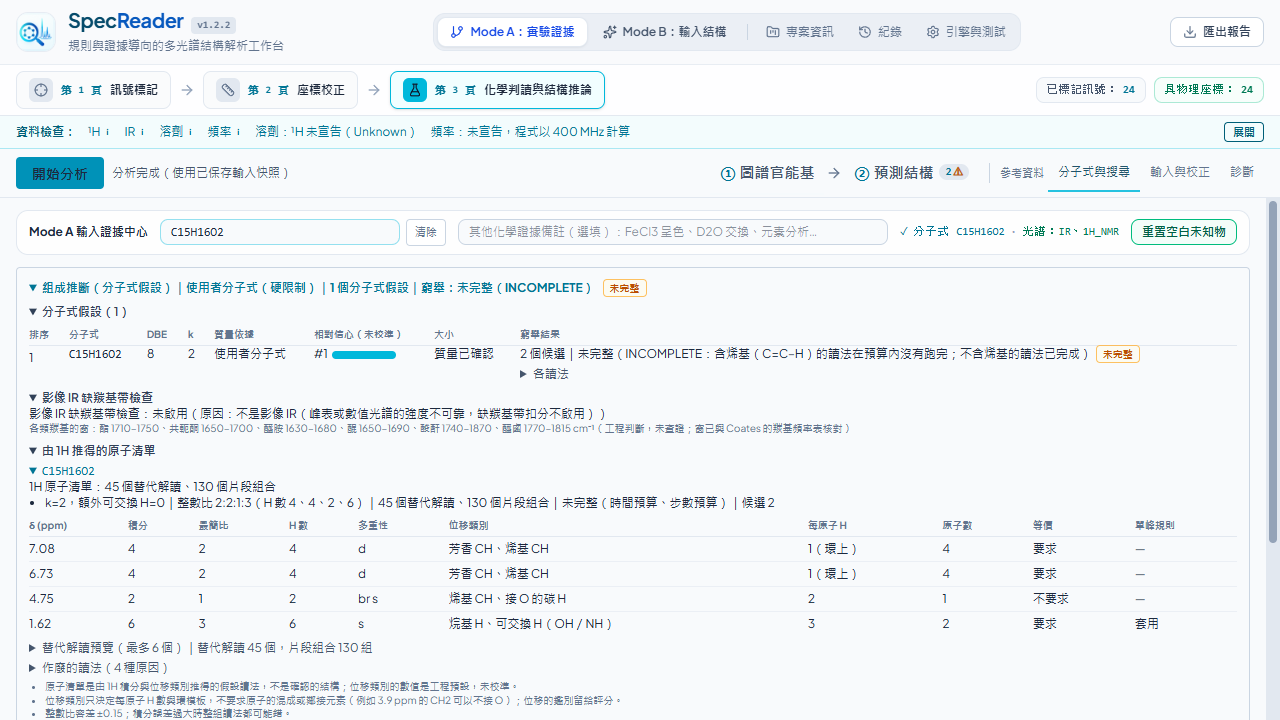 SpecReader v1.2.2
規則與證據導向的多光譜結構解析工作台
Mode A：實驗證據
Mode B：輸入結構
專案資訊
紀錄
引擎與測試
匯出報告
第 1 頁 訊號標記 → 第 2 頁 座標校正 → 第 3 頁 化學判讀與結構推論
已標記訊號： 24
具物理座標： 24
資料檢查： ¹H i IR i 溶劑 i 頻率 i 溶劑：¹H 未宣告（Unknown） 頻率：未宣告，程式以 400 MHz 計算
展開
開始分析 分析完成（使用已保存輸入快照）
① 圖譜官能基 → ② 預測結構 2⚠
參考資料 分子式與搜尋 輸入與校正 診斷
Mode A 輸入證據中心 C15H16O2 清除 其他化學證據備註（選填）：FeCl3 呈色、D2O 交換、元素分析…
✓ 分子式 C15H16O2 · 光譜：IR、1H_NMR
重置空白未知物
▼ 組成推斷（分子式假設）｜使用者分子式（硬限制）｜1 個分子式假設｜窮舉：未完整（INCOMPLETE） 未完整
▼ 分子式假設（1）
排序 分子式 DBE k 質量依據 相對信心（未校準） 大小 窮舉結果
1 C15H16O2 8 2 使用者分子式 #1 質量已確認 2 個候選｜未完整（INCOMPLETE：含烯基（C=C–H）的讀法在預算內沒有跑完；不含烯基的讀法已完成） 未完整
▶ 各讀法
▼ 影像 IR 缺羰基帶檢查
影像 IR 缺羰基帶檢查：未啟用（原因：不是影像 IR（峰表或數值光譜的強度不可靠，缺羰基帶扣分不啟用））
各類羰基的窗：酯 1710–1750、共軛酮 1650–1700、醯胺 1630–1680、醌 1650–1690、酸酐 1740–1870、醯鹵 1770–1815 cm⁻¹（工程判斷，未查證；窗已與 Coates 的羰基頻率表核對）
▼ 由 1H 推得的原子清單
▼ C15H16O2
1H 原子清單：45 個替代解讀、130 個片段組合
• k=2，額外可交換 H=0｜整數比 2:2:1:3（H 數 4、4、2、6）｜45 個替代解讀、130 個片段組合｜未完整（時間預算、步數預算）｜候選 2
δ (ppm) 積分 最簡比 H 數 多重性 位移類別 每原子 H 原子數 等價 單峰規則
7.08 4 2 4 d 芳香 CH、烯基 CH 1（環上） 4 要求 —
6.73 4 2 4 d 芳香 CH、烯基 CH 1（環上） 4 要求 —
4.75 2 1 2 br s 烯基 CH、接 O 的碳 H 2 1 不要求 —
1.62 6 3 6 s 烷基 H、可交換 H（OH / NH） 3 2 要求 套用
▶ 替代解讀預覽（最多 6 個）｜替代解讀 45 個，片段組合 130 組
▶ 作廢的讀法（4 種原因）
• 原子清單是由 1H 積分與位移類別推得的假設讀法，不是確認的結構；位移類別的數值是工程預設，未校準。
• 位移類別只決定每原子 H 數與環模板，不要求原子的混成或鄰接元素（例如 3.9 ppm 的 CH2 可以不接 O）；位移的鑑別留給評分。
• 整數比容差 ±0.15；積分誤差過大時整組讀法都可能錯。